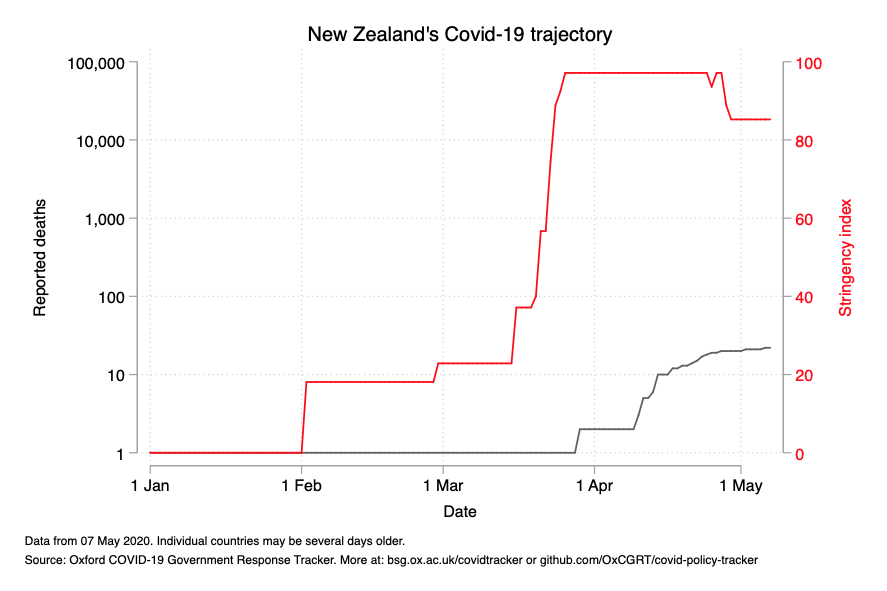 New Zealand's Covid-19 trajectory
100,000
10,000
1,000
100
10
1
Reported deaths
100
80
60
40
20
0
Stringency index
1 Jan
1 Feb
1 Mar
1 Apr
1 May
Date
Data from 07 May 2020. Individual countries may be several days older.
Source: Oxford COVID-19 Government Response Tracker. More at: bsg.ox.ac.uk/covidtracker or github.com/OxCGRT/covid-policy-tracker